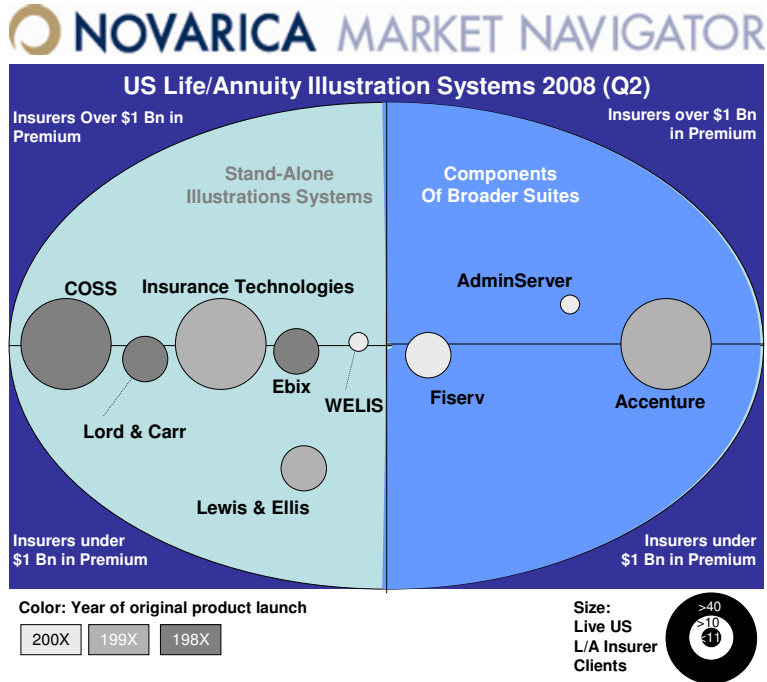 NOVARICA MARKET NAVIGATOR
US Life/Annuity Illustration Systems 2008 (Q2)
Insurers Over $1 Bn in
Premium
Insurers over $1 Bn
in Premium
Stand-Alone
Illustrations Systems
Components
Of Broader Suites
COSS
Insurance Technologies
AdminServer
Ebix
WELIS
Fiserv
Accenture
Lord & Carr
Lewis & Ellis
Insurers under
$1 Bn in Premium
Insurers under
$1 Bn in Premium
Color: Year of original product launch
200X
199X
198X
Size:
Live US
L/A Insurer
Clients
>40
>10
<11